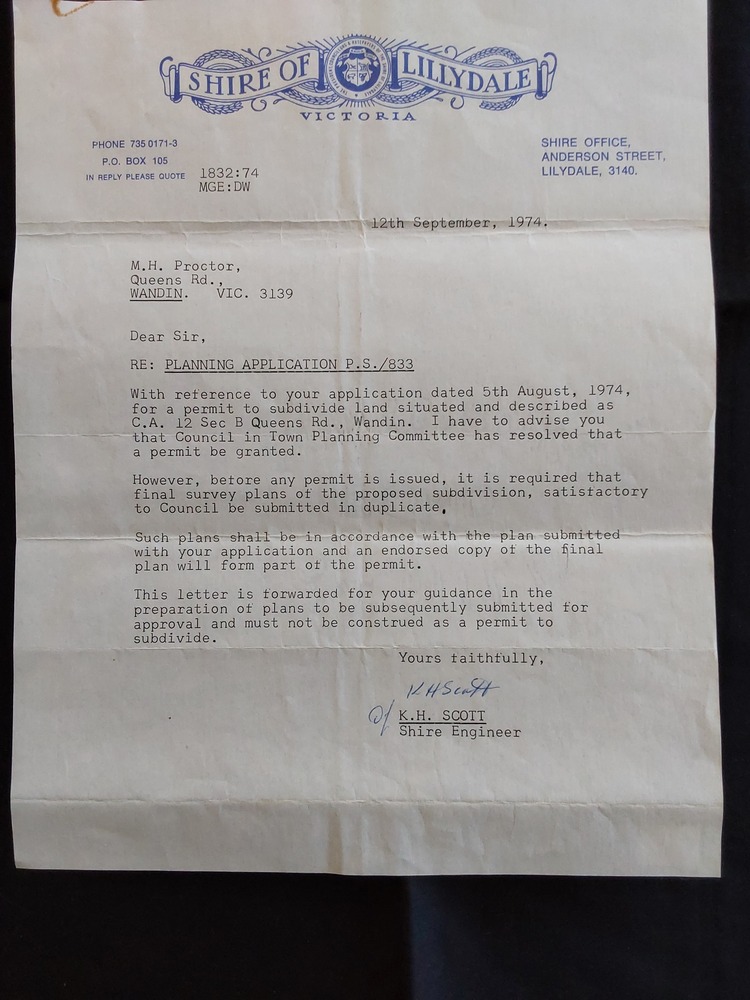 SHIRE OF LILLYDALE
VICTORIA
PHONE 735 0171-3
P.O. BOX 105
IN REPLY PLEASE QUOTE 1832:74
MGE:DW
SHIRE OFFICE,
ANDERSON STREET,
LILYDALE, 3140.
12th September, 1974.
M.H. Proctor,
Queens Rd.,
WANDIN. VIC. 3139
Dear Sir,
RE: PLANNING APPLICATION P.S./833
With reference to your application dated 5th August, 1974,
for a permit to subdivide land situated and described as
C.A. 12 Sec B Queens Rd., Wandin. I have to advise you
that Council in Town Planning Committee has resolved that
a permit be granted.
However, before any permit is issued, it is required that
final survey plans of the proposed subdivision, satisfactory
to Council be submitted in duplicate.
Such plans shall be in accordance with the plan submitted
with your application and an endorsed copy of the final
plan will form part of the permit.
This letter is forwarded for your guidance in the
preparation of plans to be subsequently submitted for
approval and must not be construed as a permit to
subdivide.
Yours faithfully,
K H Scott
K.H. SCOTT
Shire Engineer